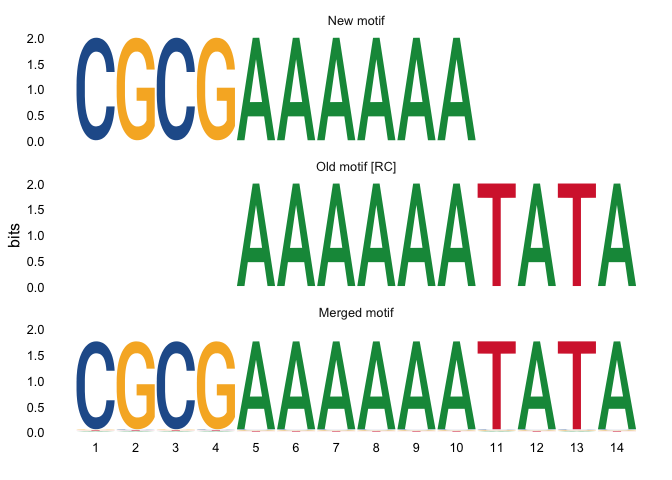 New motif
2.0
1.5
1.0
0.5
0.0
CGCGAAAAAA
Old motif [RC]
2.0
1.5
1.0
0.5
0.0
AAAAAATATA
bits
Merged motif
2.0
1.5
1.0
0.5
0.0
CGCGAAAAAATATA
1 2 3 4 5 6 7 8 9 10 11 12 13 14